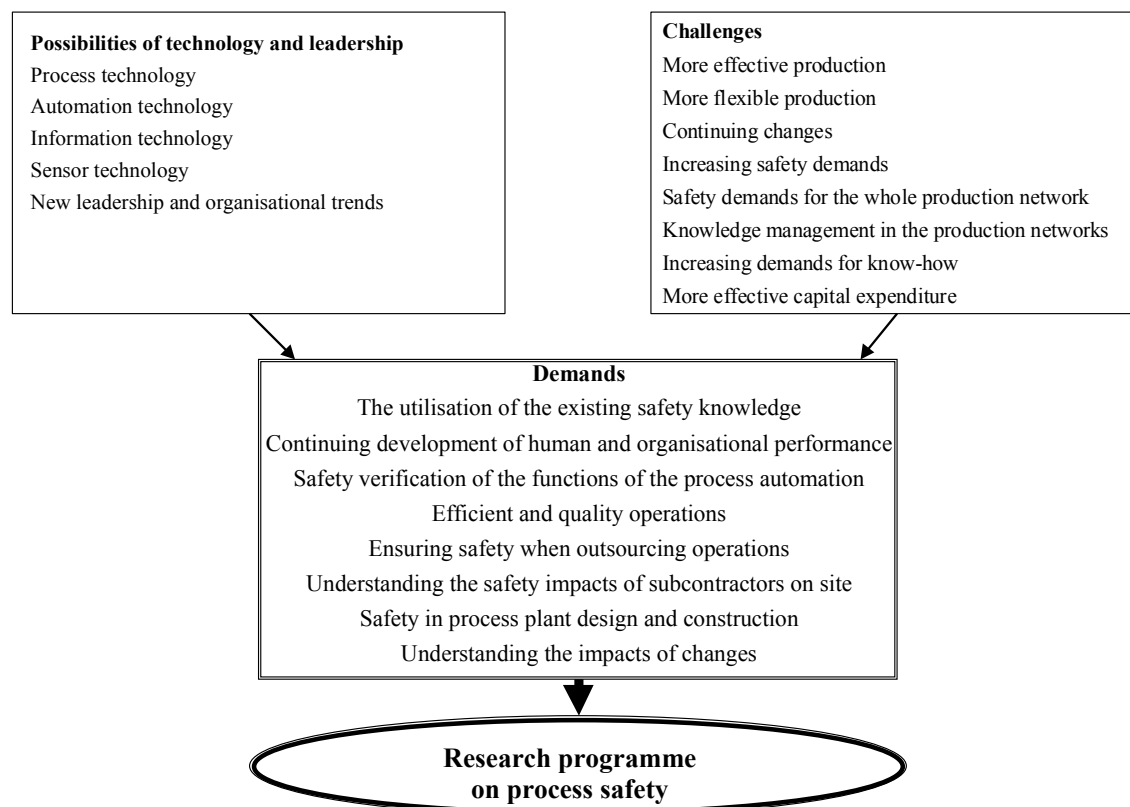 Possibilities of technology and leadership
Process technology
Automation technology
Information technology
Sensor technology
New leadership and organisational trends
Challenges
More effective production
More flexible production
Continuing changes
Increasing safety demands
Safety demands for the whole production network
Knowledge management in the production networks
Increasing demands for know-how
More effective capital expenditure
Demands
The utilisation of the existing safety knowledge
Continuing development of human and organisational performance
Safety verification of the functions of the process automation
Efficient and quality operations
Ensuring safety when outsourcing operations
Understanding the safety impacts of subcontractors on site
Safety in process plant design and construction
Understanding the impacts of changes
Research programme
on process safety